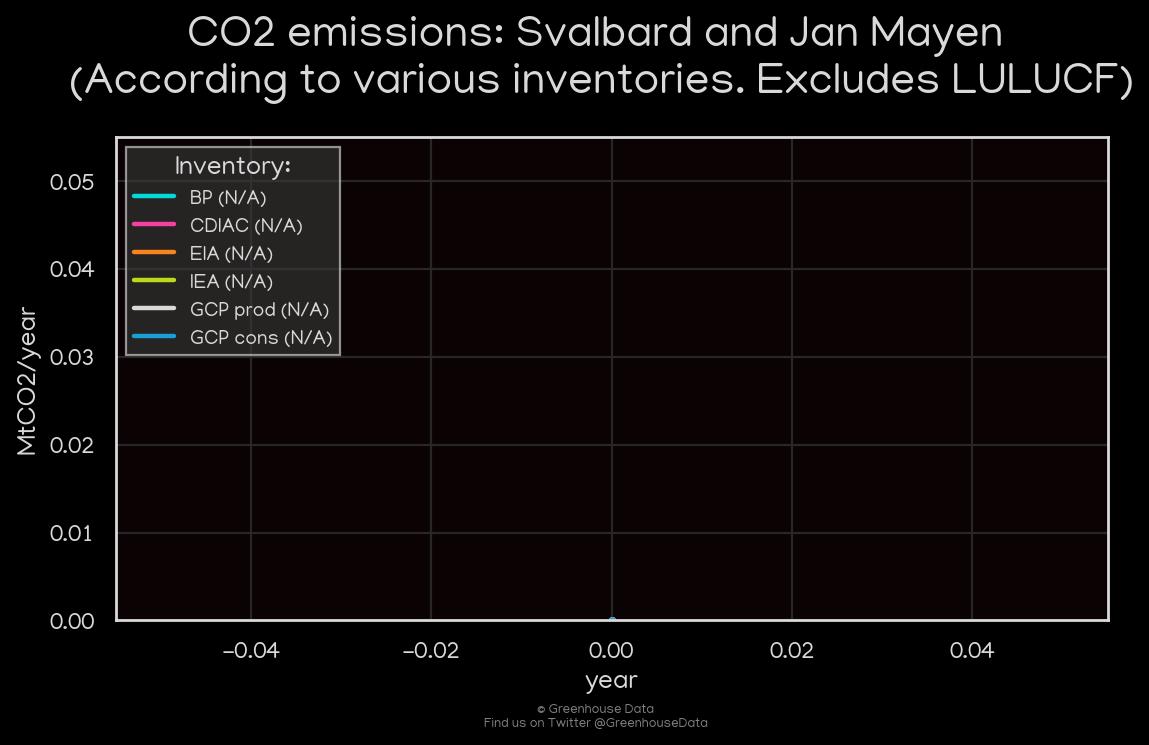 CO2 emissions: Svalbard and Jan Mayen
(According to various inventories. Excludes LULUCF)
Inventory:
BP (N/A)
CDIAC (N/A)
EIA (N/A)
IEA (N/A)
GCP prod (N/A)
GCP cons (N/A)
MtCO2/year
0.05
0.04
0.03
0.02
0.01
0.00
−0.04 −0.02 0.00 0.02 0.04
year
© Greenhouse Data
Find us on Twitter @GreenhouseData